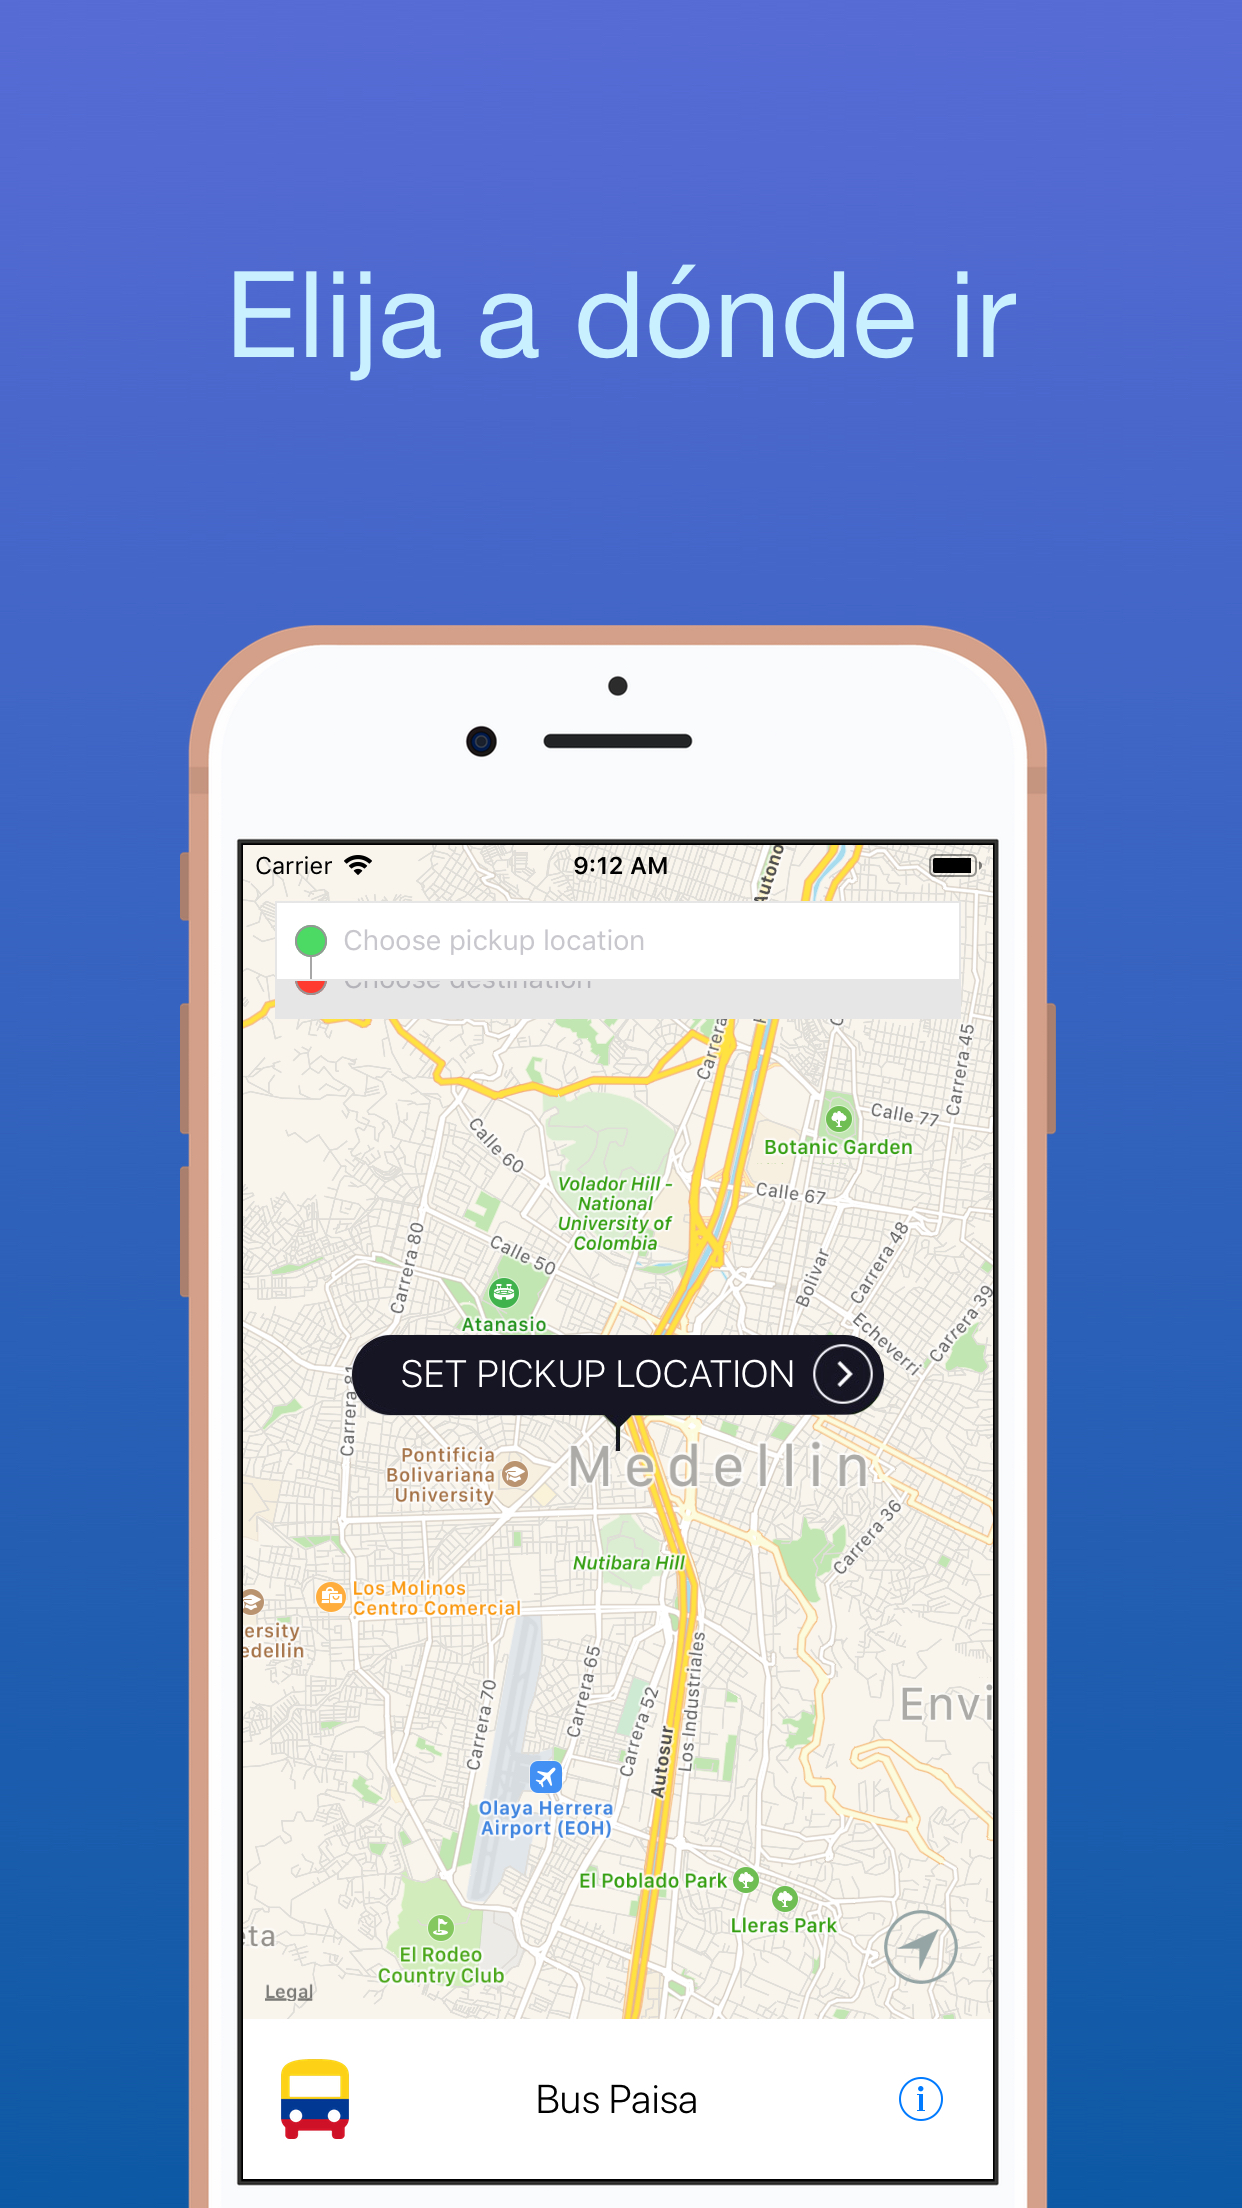 Elija a dónde ir
Carrier
9:12 AM
Autono
Choose pickup location
Choose destination
Carrera
Carrera 45
Calle 77
Botanic Garden
Calle 60
Volador Hill -
National
University of
Colombia
Calle 67
Carrera 80
Calle 50
Bolivar
Carrera 48
Carrera 39
Echeverri
Atanasio
SET PICKUP LOCATION
Carrera 81
Medellin
Pontificia
Bolivariana
University
Carrera 36
Nutibara Hill
Los Molinos
Centro Comercial
ersity
edellin
Carrera 65
Carrera 70
Carrera 52
Los Industriales
Autosur
Envi
Olaya Herrera
Airport (EOH)
El Poblado Park
Lleras Park
eta
El Rodeo
Country Club
Legal
Bus Paisa